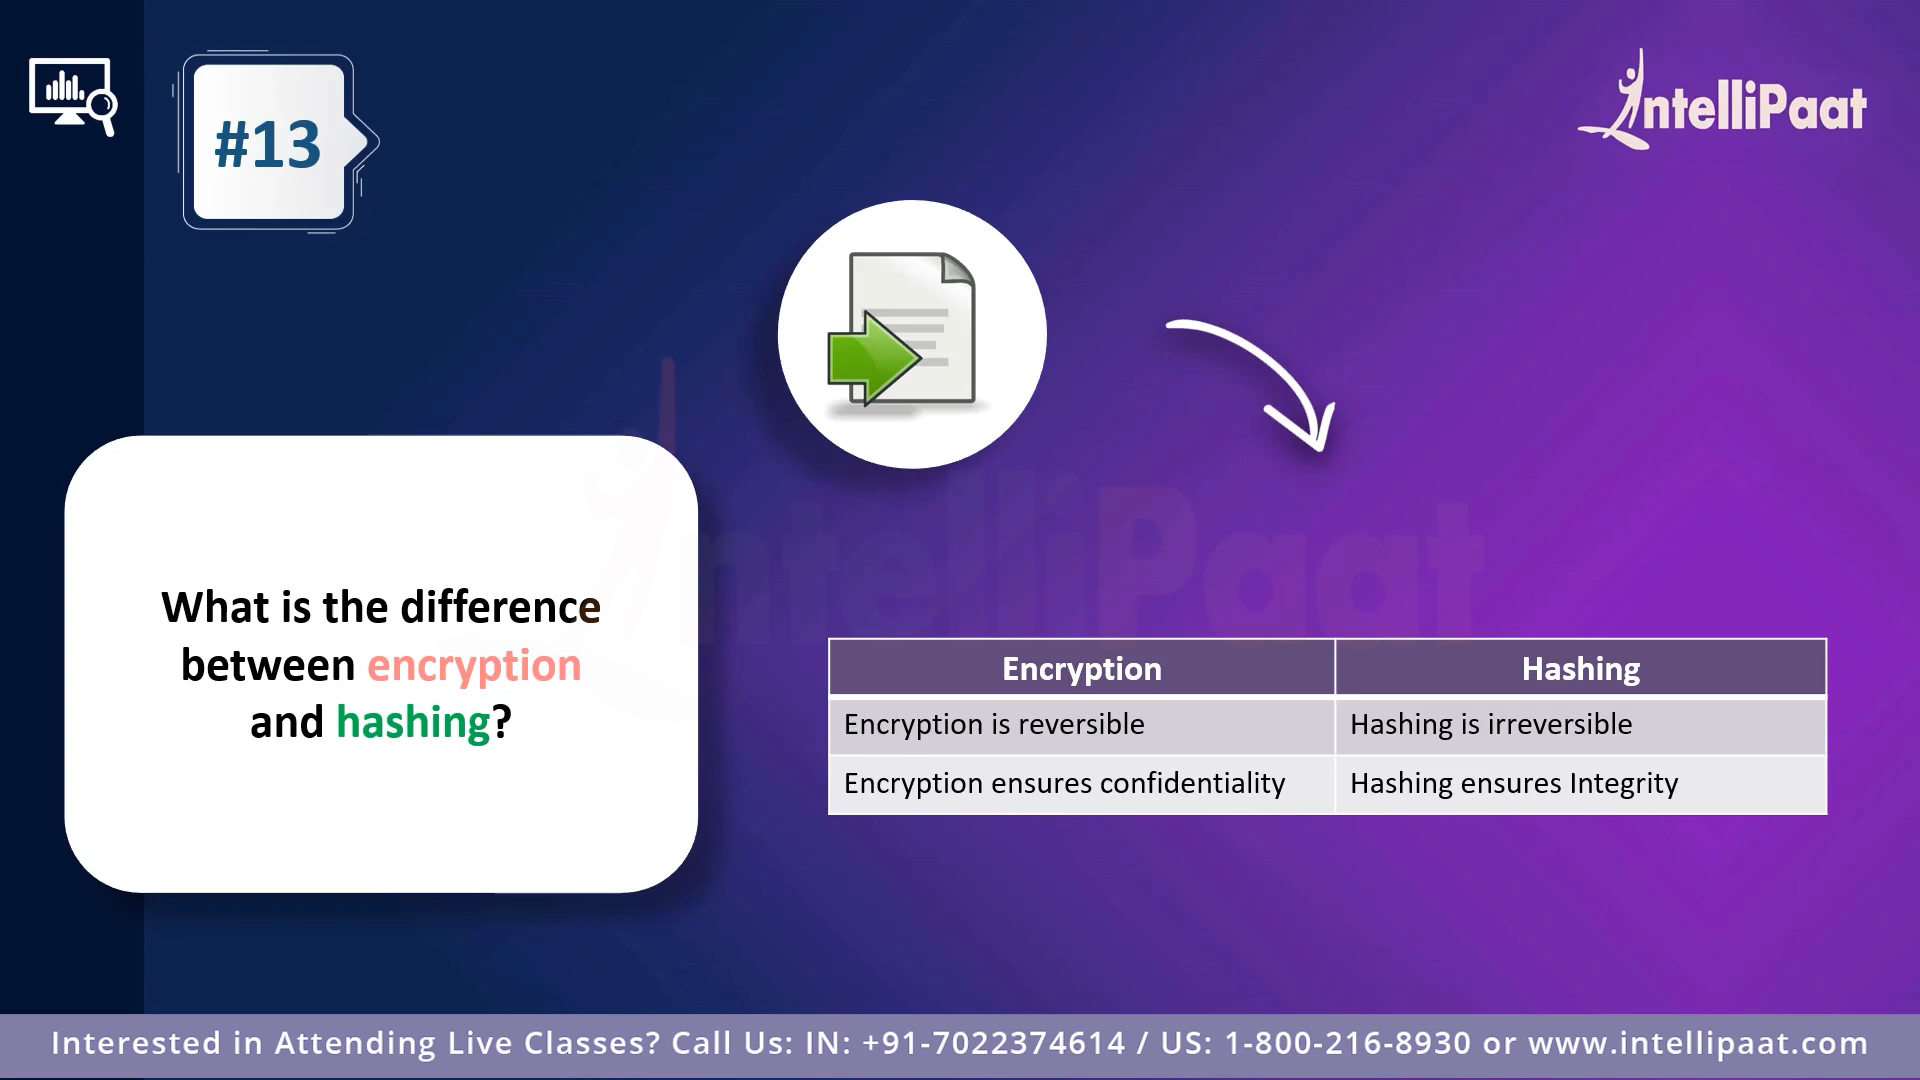 #13
IntelliPaat
What is the difference
between encryption
and hashing?
IntelliPaat
Encryption Hashing
Encryption is reversible Hashing is irreversible
Encryption ensures confidentiality Hashing ensures Integrity
Interested in Attending Live Classes? Call Us: IN: +91-7022374614 / US: 1-800-216-8930 or www.intellipaat.com